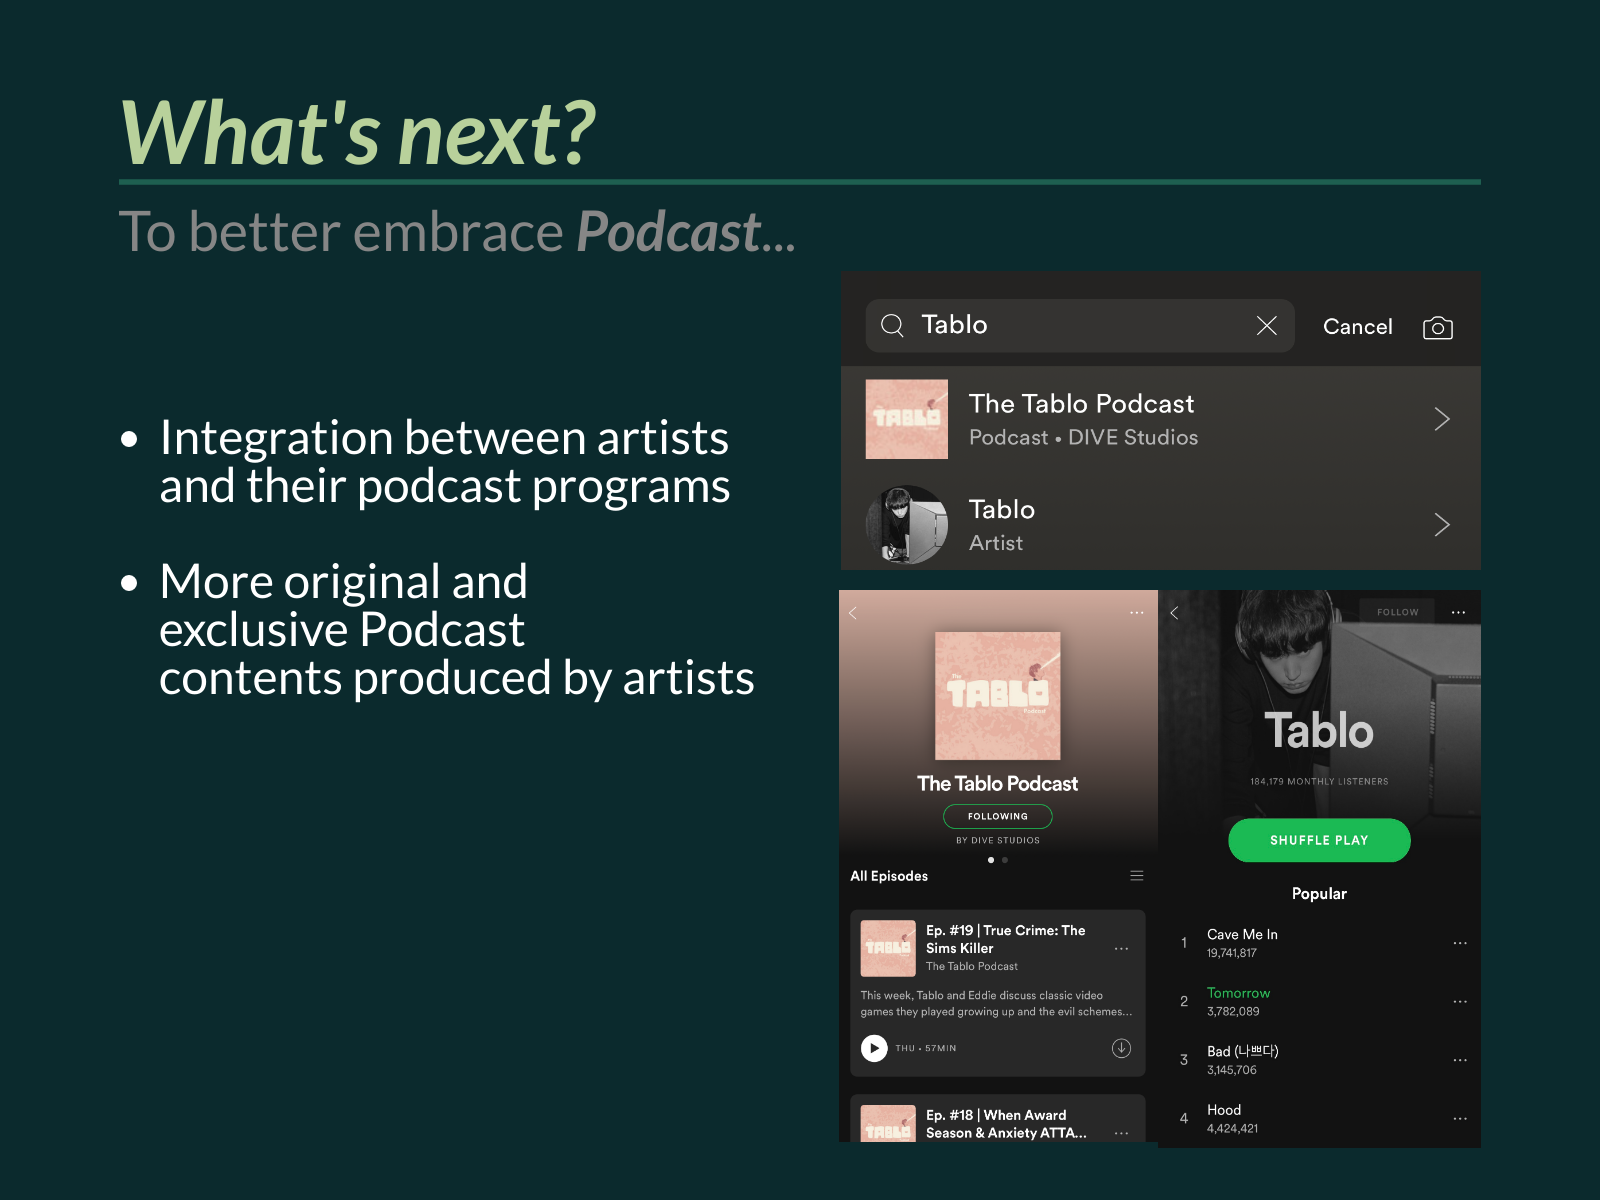 What's next?
To better embrace Podcast...
• Integration between artists
and their podcast programs
• More original and
exclusive Podcast
contents produced by artists
Tablo
Cancel
TABLO
The Tablo Podcast
Podcast • DIVE Studios
Tablo
Artist
The
TABLO
Podcast
The Tablo Podcast
FOLLOWING
BY DIVE STUDIOS
All Episodes
TABLO
Ep. #19 | True Crime: The
Sims Killer
The Tablo Podcast
This week, Tablo and Eddie discuss classic video
games they played growing up and the evil schemes...
THU • 57MIN
TABLO
Ep. #18 | When Award
Season & Anxiety ATTA...
FOLLOW
Tablo
184,179 MONTHLY LISTENERS
SHUFFLE PLAY
Popular
1 Cave Me In
19,741,817
2 Tomorrow
3,782,089
3 Bad (나쁘다)
3,145,706
4 Hood
4,424,421